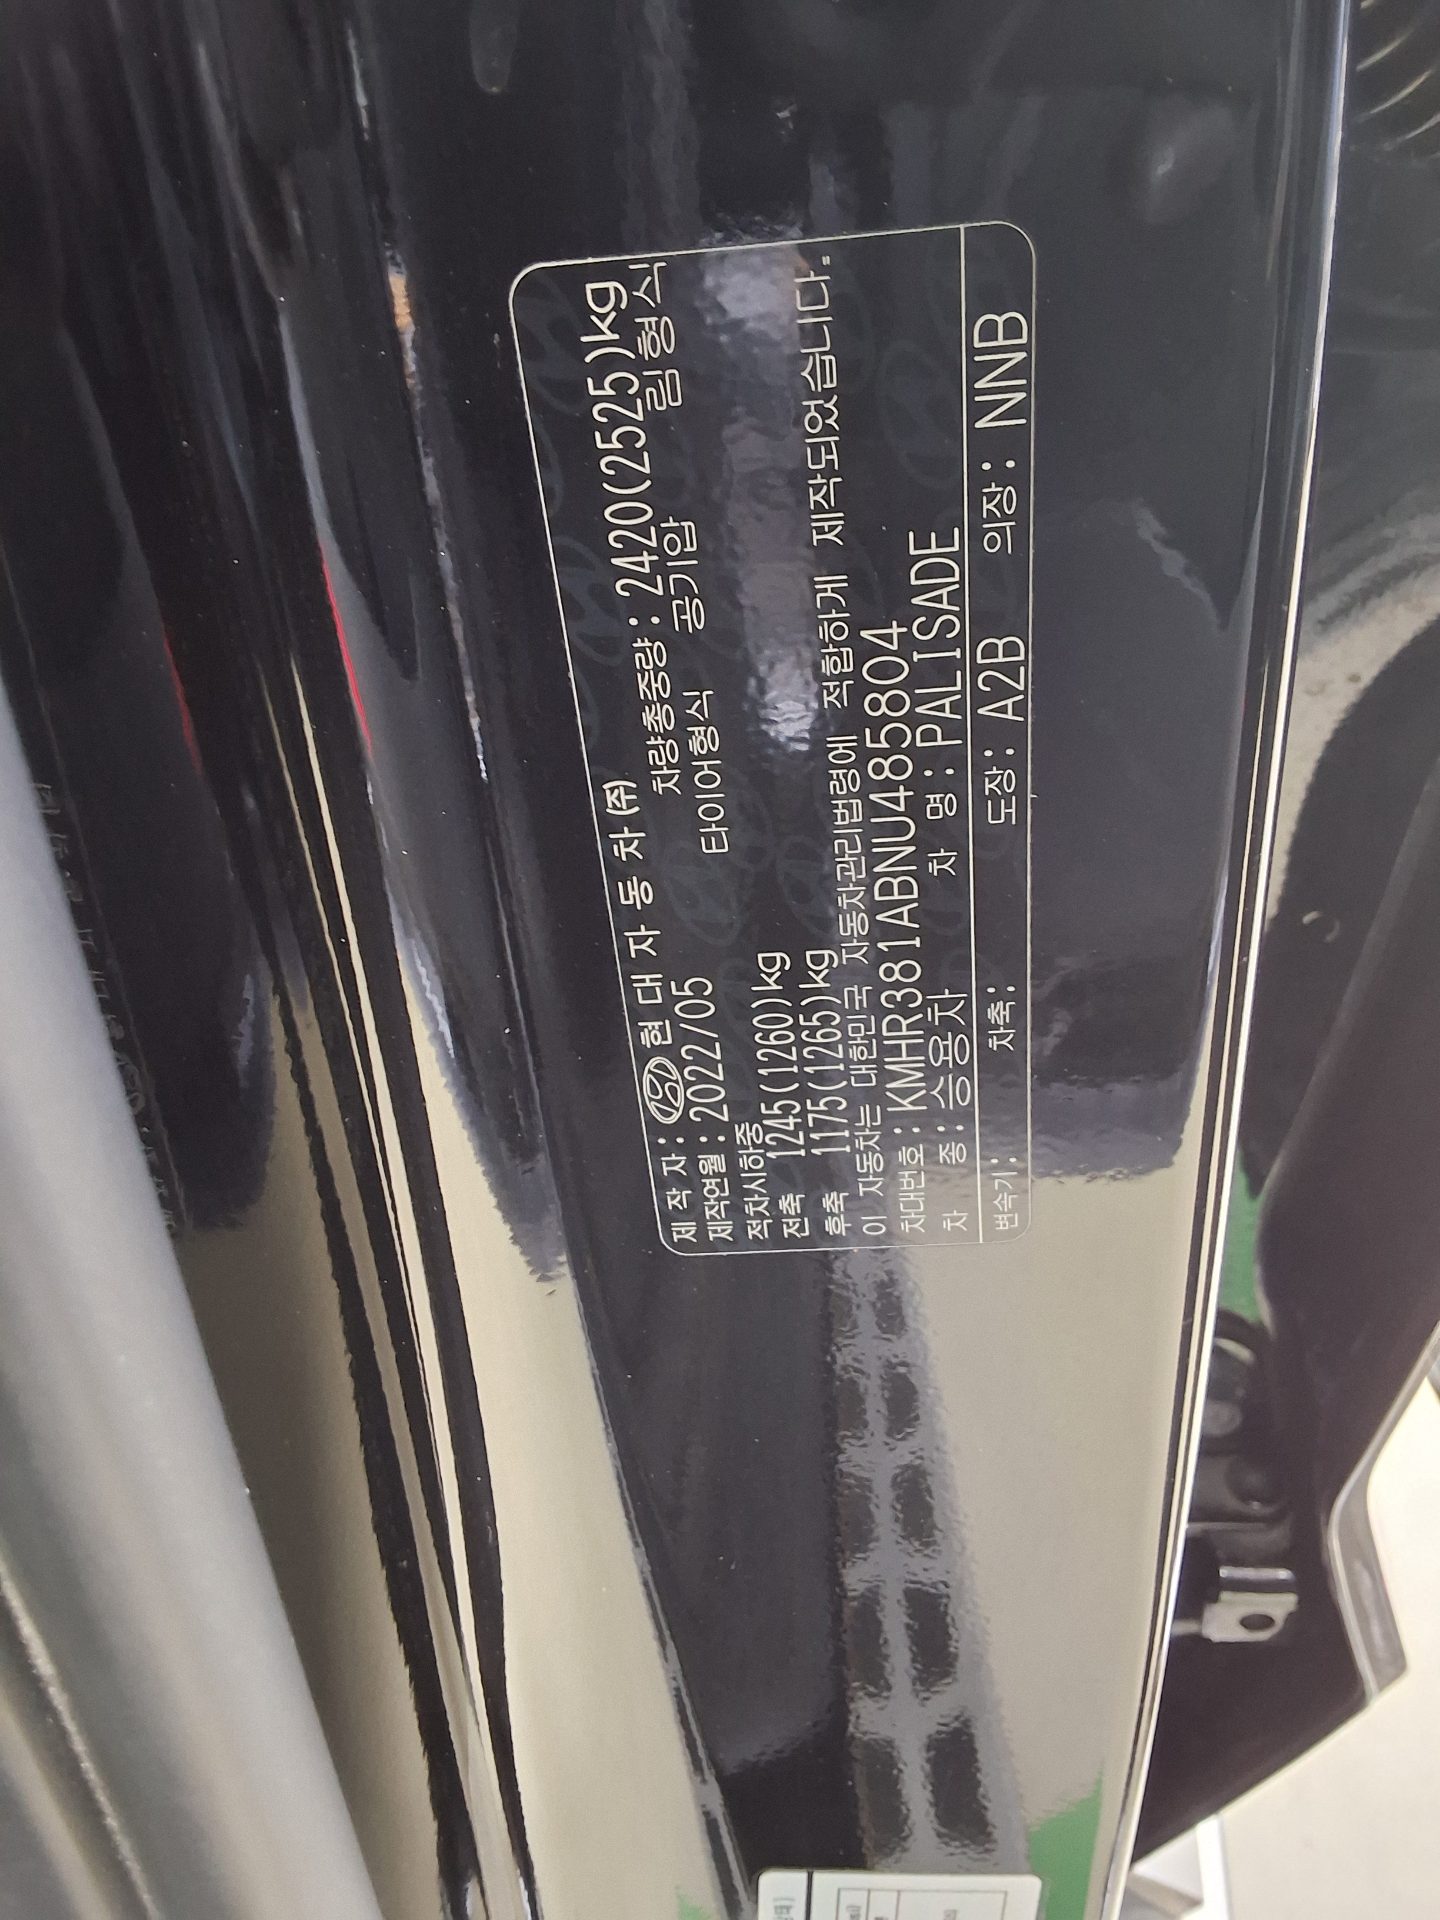 제 작 자 : 현 대 자 동 차 (주)
제작연월 : 2022/05 차량총중량 : 2420(2525)kg
적차시하중 타이어형식 공기압 림형식
전축 1245(1260)kg
후축 1175(1265)kg
이 자동차는 대한민국 자동차관리법령에 적합하게 제작되었습니다.
차대번호 : KMHR381ABNU485804
차 종 : 승용차 차 명 : PALISADE
변속기 : 차축 : 도장 : A2B 의장 : NNB